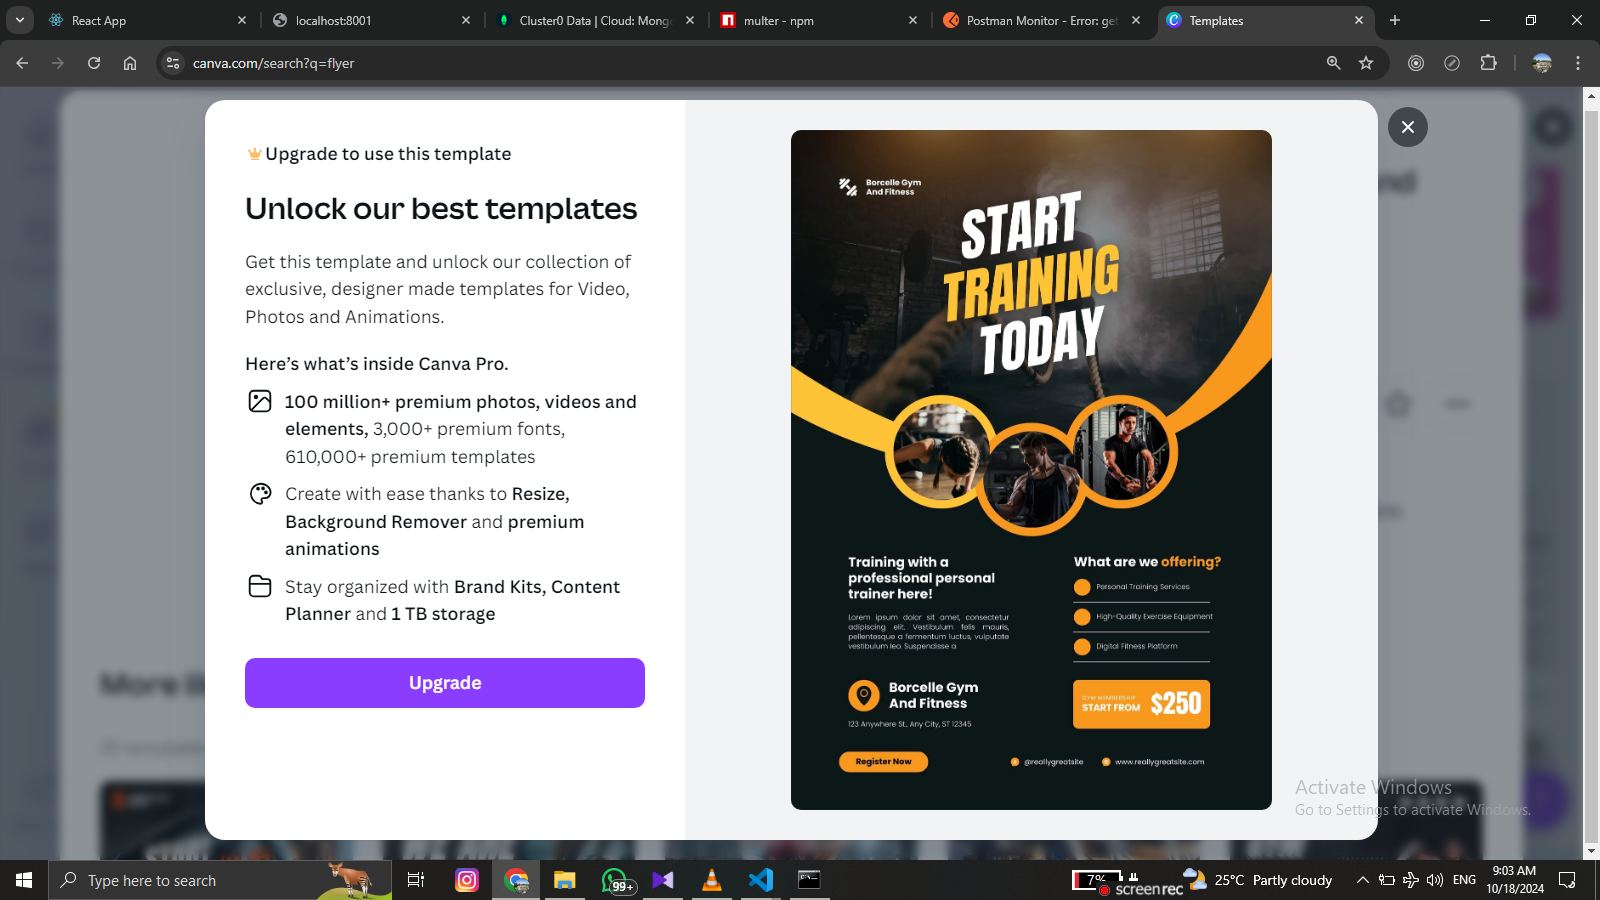 React App
localhost:8001
Cluster0 Data | Cloud: Mong
multer - npm
Postman Monitor - Error: get
Templates
canva.com/search?q=flyer
Upgrade to use this template
Unlock our best templates
Get this template and unlock our collection of
exclusive, designer made templates for Video,
Photos and Animations.
Here's what's inside Canva Pro.
100 million+ premium photos, videos and
elements, 3,000+ premium fonts,
610,000+ premium templates
Create with ease thanks to Resize,
Background Remover and premium
animations
Stay organized with Brand Kits, Content
Planner and 1 TB storage
Upgrade
Borcelle Gym
And Fitness
START
TRAINING
TODAY
Training with a
professional personal
trainer here!
Lorem ipsum dolor sit amet, consectetur
adipiscing elit. Vestibulum felis mauris,
pellentesque a fermentum luctus, vulputate
vestibulum leo. Suspendisse a.
What are we offering?
Personal Training Services
High-Quality Exercise Equipment
Digital Fitness Platform
Borcelle Gym
And Fitness
123 Anywhere St., Any City, ST 12345
GYM MEMBERSHIP
START FROM
$250
Register Now
@reallygreatsite
www.reallygreatsite.com
More li
Activate Windows
Go to Settings to activate Windows.
Type here to search
99+
7%
screen rec
25°C Partly cloudy
ENG
9:03 AM
10/18/2024